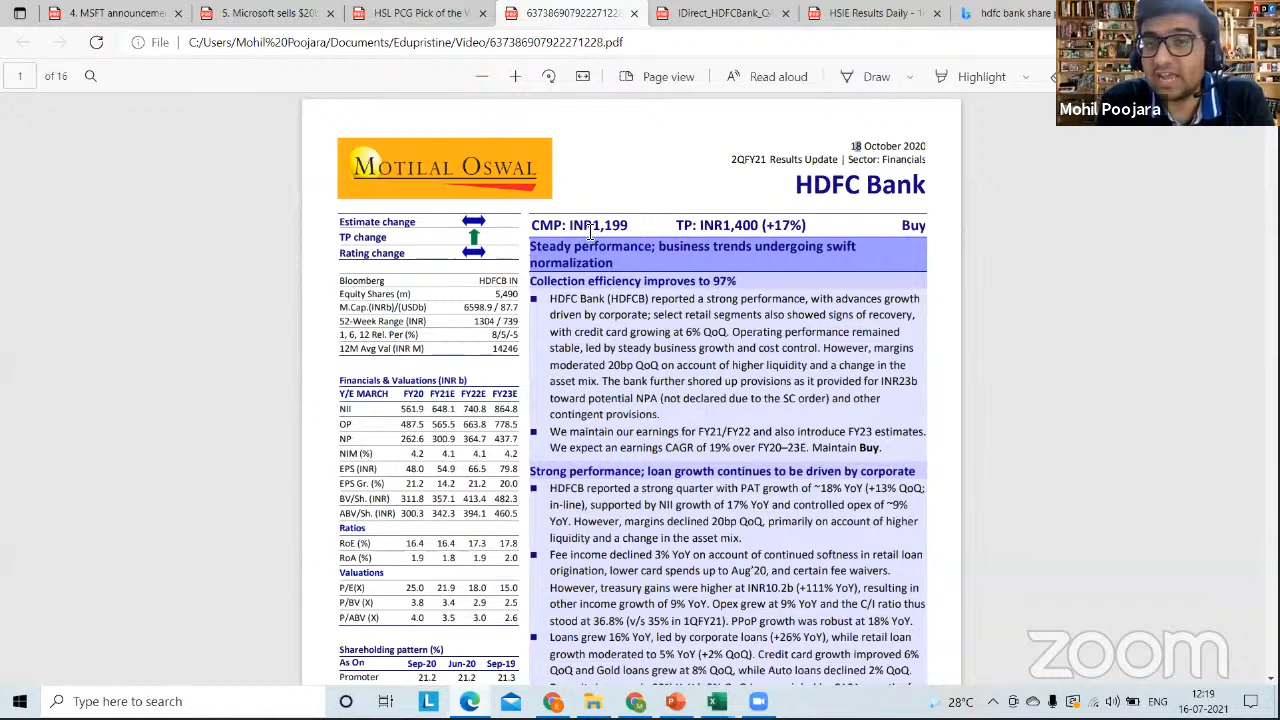 4. MSFT announcemen
5. Microsoft sells $20
HSL_CG Pool of the V
637386907922271228.
IDirect_HDFCBank_Co
HSIE Results Daily - 1
hdfc bank share p
File
C:/Users/Mohil%20Poojara/Documents/Edupristine/Video/637386907922271228.pdf
1
of 16
Page view
Read aloud
Draw
Highlight
Mohil Poojara
MOTILAL OSWAL
18 October 2020
2QFY21 Results Update | Sector: Financials
HDFC Bank
Estimate change
TP change
Rating change
Bloomberg HDFCB IN
Equity Shares (m) 5,490
M.Cap.(INRb)/(USDb) 6598.9 / 87.7
52-Week Range (INR) 1304 / 739
1, 6, 12 Rel. Per (%) 8/5/-5
12M Avg Val (INR M) 14246
Financials & Valuations (INR b)
Y/E MARCH FY20 FY21E FY22E FY23E
NII 561.9 648.1 740.8 864.8
OP 487.5 565.5 663.8 778.5
NP 262.6 300.9 364.7 437.7
NIM (%) 4.2 4.1 4.1 4.2
EPS (INR) 48.0 54.9 66.5 79.8
EPS Gr. (%) 21.2 14.2 21.2 20.0
BV/Sh. (INR) 311.8 357.1 413.4 482.3
ABV/Sh. (INR) 300.3 342.3 394.1 460.5
Ratios
RoE (%) 16.4 16.4 17.3 17.8
RoA (%) 1.9 1.8 1.9 2.0
Valuations
P/E(X) 25.0 21.9 18.0 15.0
P/BV (X) 3.8 3.4 2.9 2.5
P/ABV (X) 4.0 3.5 3.0 2.6
Shareholding pattern (%)
As On Sep-20 Jun-20 Sep-19
Promoter 21.2 21.2 21.3
CMP: INR1,199 TP: INR1,400 (+17%) Buy
Steady performance; business trends undergoing swift
normalization
Collection efficiency improves to 97%
HDFC Bank (HDFCB) reported a strong performance, with advances growth
driven by corporate; select retail segments also showed signs of recovery,
with credit card growing at 6% QoQ. Operating performance remained
stable, led by steady business growth and cost control. However, margins
moderated 20bp QoQ on account of higher liquidity and a change in the
asset mix. The bank further shored up provisions as it provided for INR23b
toward potential NPA (not declared due to the SC order) and other
contingent provisions.
We maintain our earnings for FY21/FY22 and also introduce FY23 estimates.
We expect an earnings CAGR of 19% over FY20–23E. Maintain Buy.
Strong performance; loan growth continues to be driven by corporate
HDFCB reported a strong quarter with PAT growth of ~18% YoY (+13% QoQ;
in-line), supported by NII growth of 17% YoY and controlled opex of ~9%
YoY. However, margins declined 20bp QoQ, primarily on account of higher
liquidity and a change in the asset mix.
Fee income declined 3% YoY on account of continued softness in retail loan
origination, lower card spends up to Aug'20, and certain fee waivers.
However, treasury gains were higher at INR10.2b (+111% YoY), resulting in
other income growth of 9% YoY. Opex grew at 9% YoY and the C/I ratio thus
stood at 36.8% (v/s 35% in 1QFY21). PPoP growth was robust at 18% YoY.
Loans grew 16% YoY, led by corporate loans (+26% YoY), while retail loan
growth moderated to 5% YoY (+2% QoQ). Credit card growth improved 6%
QoQ and Gold loans grew at 8% QoQ, while Auto loans declined 2% QoQ.
zoom
Type here to search
28°C
12:19
16-07-2021